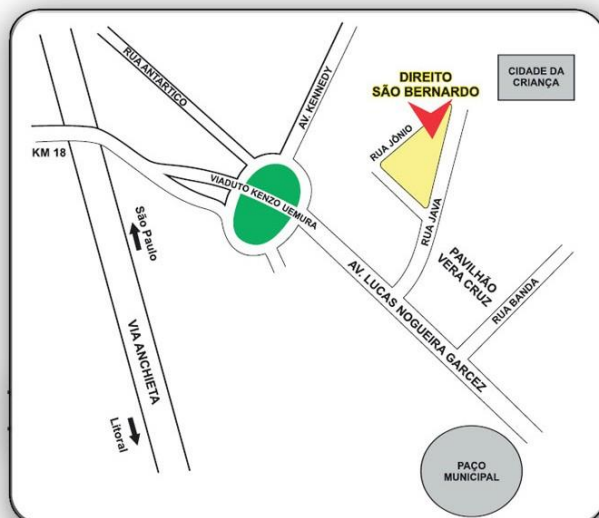 RUA ANTARTICO
AV. KENNEDY
DIREITO
SÃO BERNARDO
CIDADE DA
CRIANÇA
RUA JÔNIO
KM 18
VIADUTO KENZO UEMURA
São Paulo
RUA JAVA
PAVILHÃO
VERA CRUZ
RUA BANDA
AV. LUCAS NOGUEIRA GARCEZ
VIA ANCHIETA
Litoral
PAÇO
MUNICIPAL